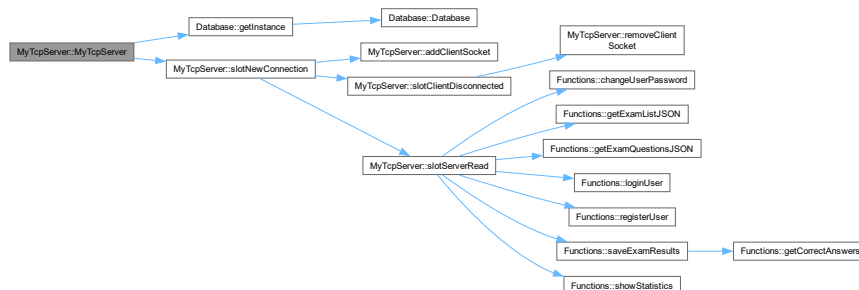 MyTcpServer::MyTcpServer
Database::getInstance
Database::Database
MyTcpServer::slotNewConnection
MyTcpServer::addClientSocket
MyTcpServer::slotClientDisconnected
MyTcpServer::removeClient
Socket
MyTcpServer::slotServerRead
Functions::changeUserPassword
Functions::getExamListJSON
Functions::getExamQuestionsJSON
Functions::loginUser
Functions::registerUser
Functions::saveExamResults
Functions::getCorrectAnswers
Functions::showStatistics